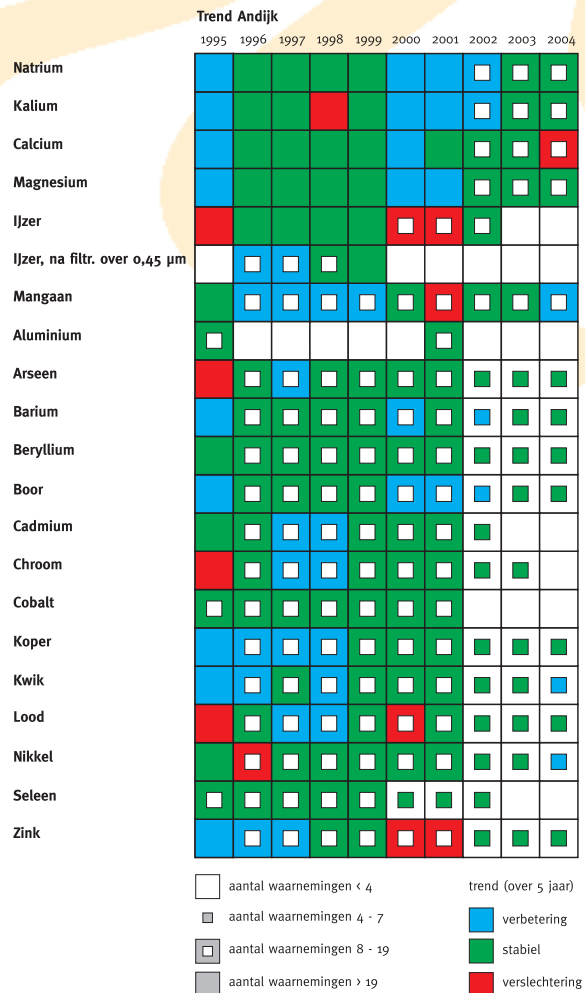 Trend Andijk
1995 1996 1997 1998 1999 2000 2001 2002 2003 2004
Natrium
Kalium
Calcium
Magnesium
IJzer
IJzer, na filtr. over 0,45 µm
Mangaan
Aluminium
Arseen
Barium
Beryllium
Boor
Cadmium
Chroom
Cobalt
Koper
Kwik
Lood
Nikkel
Seleen
Zink
aantal waarnemingen < 4 trend (over 5 jaar)
aantal waarnemingen 4 - 7 verbetering
aantal waarnemingen 8 - 19 stabiel
aantal waarnemingen > 19 verslechtering